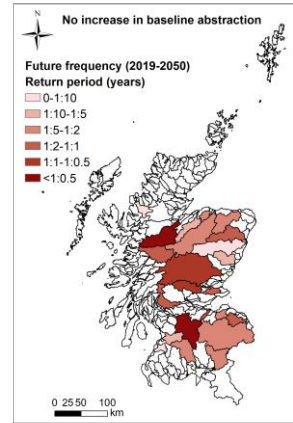 No increase in baseline abstraction
Future frequency (2019-2050)
Return period (years)
0-1:10
1:10-1:5
1:5-1:2
1:2-1:1
1:1-1:0.5
<1:0.5
0 25 50 100
km